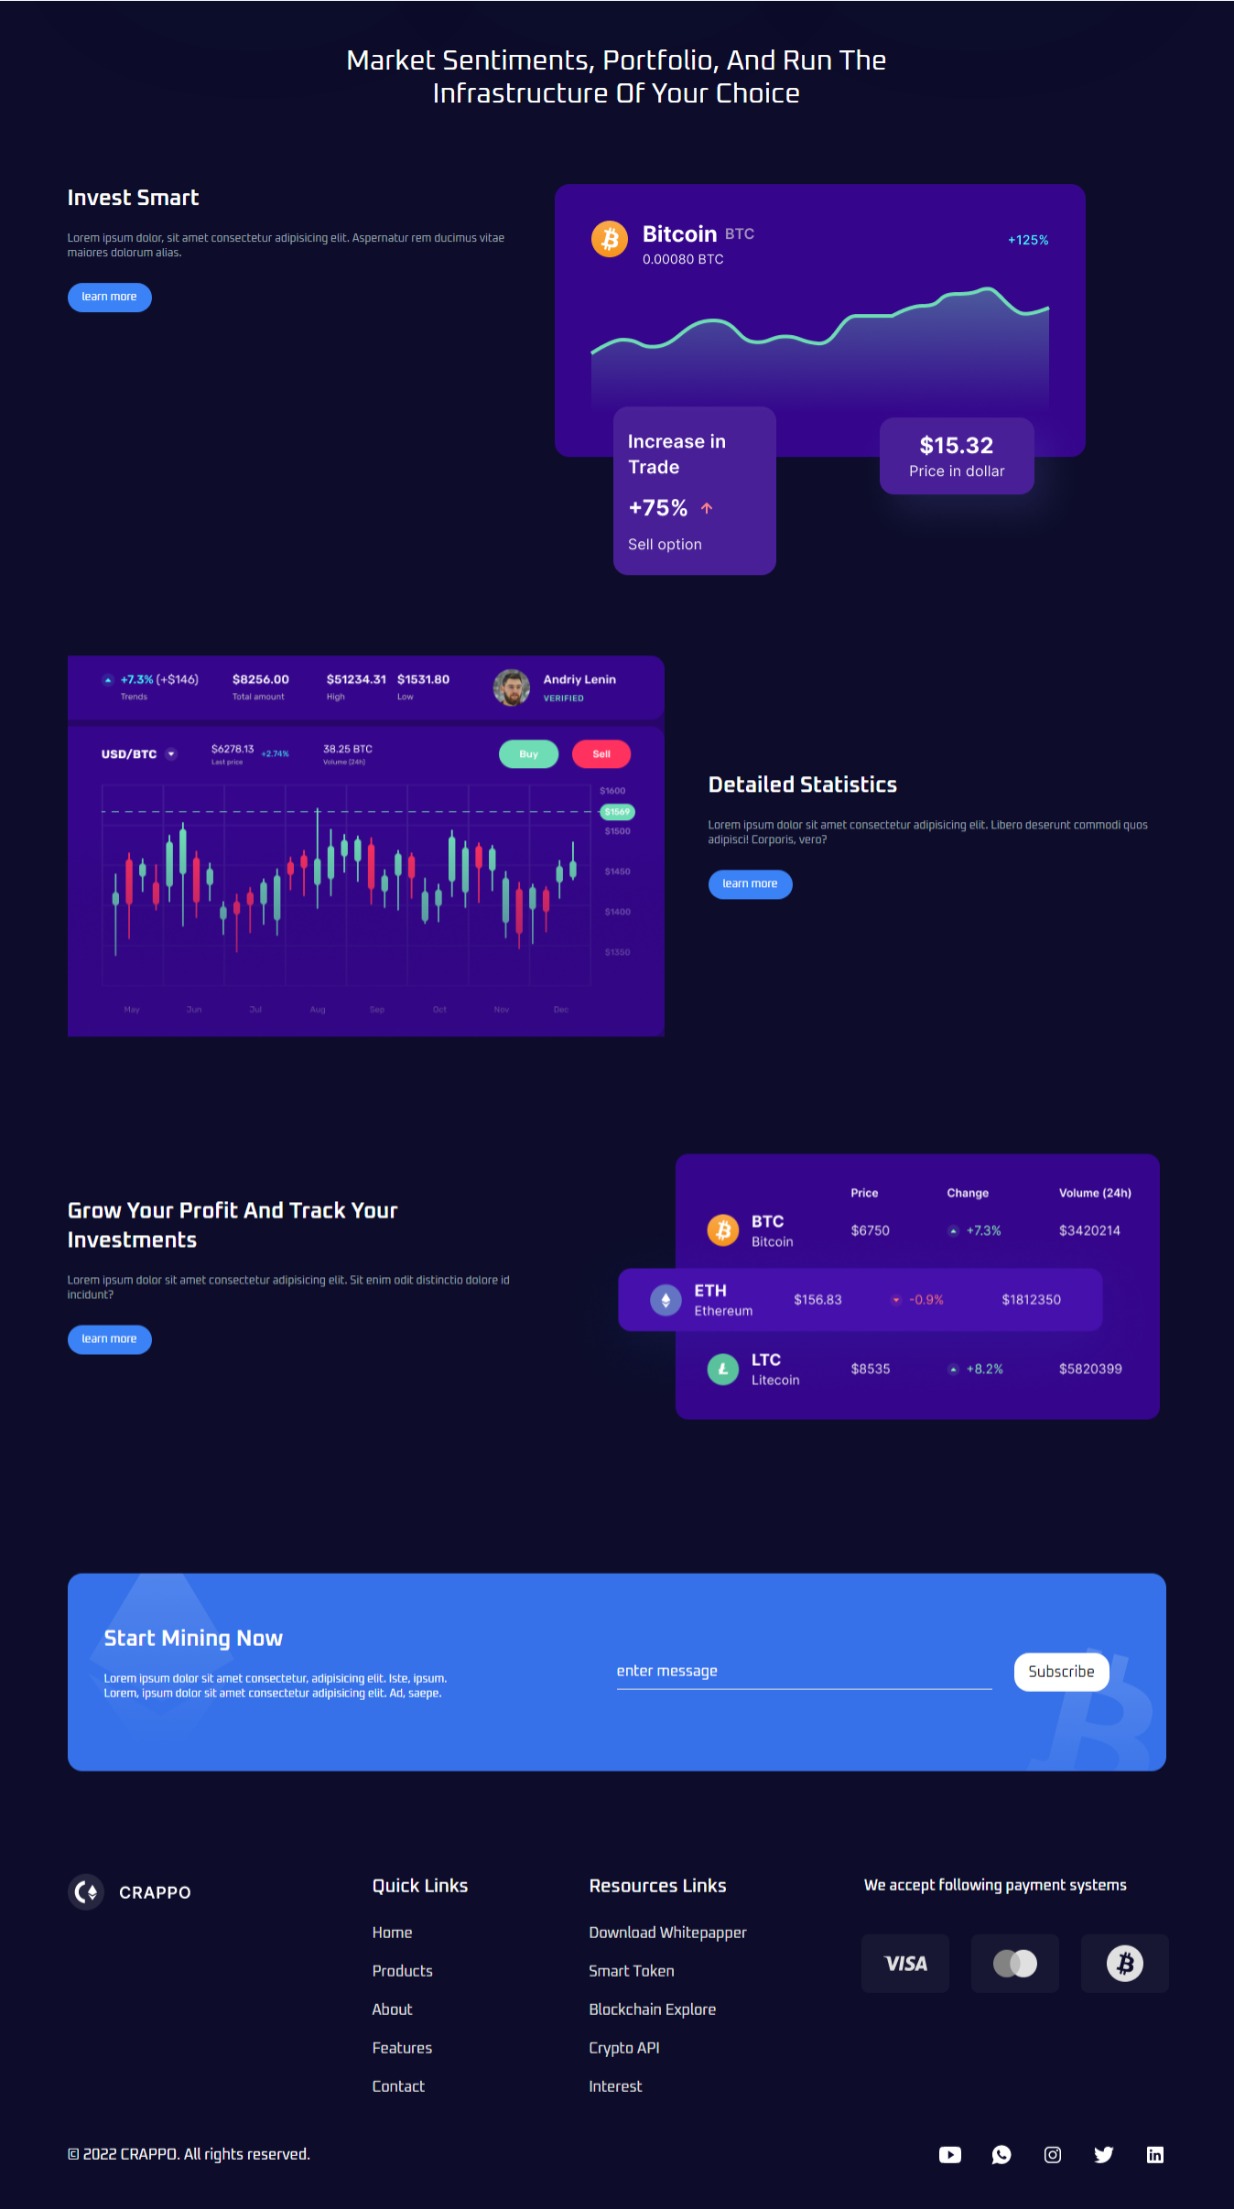 Market Sentiments, Portfolio, And Run The
Infrastructure Of Your Choice
Invest Smart
Lorem ipsum dolor, sit amet consectetur adipisicing elit. Aspernatur rem ducimus vitae
maiores dolorum alias.
learn more
Bitcoin BTC
0.00080 BTC
+125%
Increase in
Trade
+75%
Sell option
$15.32
Price in dollar
+7.3% (+$146)
Trends
$8256.00
Total amount
$51234.31
High
$1531.80
Low
Andriy Lenin
VERIFIED
USD/BTC
$6278.13 +2.74%
Last price
38.25 BTC
Volume (24h)
Buy
Sell
$1600
$1569
$1500
$1450
$1400
$1350
May Jun Jul Aug Sep Oct Nov Dec
Detailed Statistics
Lorem ipsum dolor sit amet consectetur adipisicing elit. Libero deserunt commodi quos
adipisci! Corporis, vero?
learn more
Grow Your Profit And Track Your
Investments
Lorem ipsum dolor sit amet consectetur adipisicing elit. Sit enim odit distinctio dolore id
incidunt?
learn more
Price Change Volume (24h)
BTC
Bitcoin
$6750 +7.3% $3420214
ETH
Ethereum
$156.83 -0.9% $1812350
LTC
Litecoin
$8535 +8.2% $5820399
Start Mining Now
Lorem ipsum dolor sit amet consectetur, adipisicing elit. Iste, ipsum.
Lorem, ipsum dolor sit amet consectetur adipisicing elit. Ad, saepe.
enter message
Subscribe
CRAPPO
Quick Links
Home
Products
About
Features
Contact
Resources Links
Download Whitepapper
Smart Token
Blockchain Explore
Crypto API
Interest
We accept following payment systems
VISA
© 2022 CRAPPO. All rights reserved.